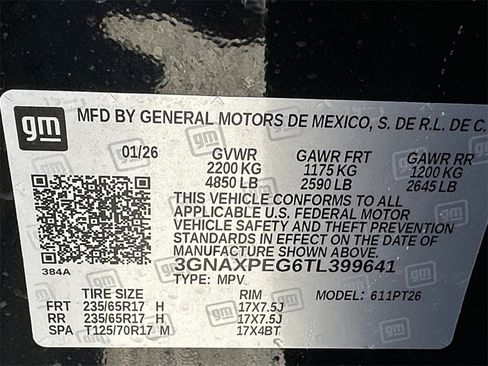 gm MFD BY GENERAL MOTORS DE MEXICO, S. DE R.L. DE C.
01/26 GVWR GAWR FRT GAWR RR
2200 KG 1175 KG 1200 KG
4850 LB 2590 LB 2645 LB
THIS VEHICLE CONFORMS TO ALL
APPLICABLE U.S. FEDERAL MOTOR
VEHICLE SAFETY AND THEFT PREVENTION
STANDARDS IN EFFECT ON THE DATE OF
MANUFACTURE SHOWN ABOVE.
384A 3GNAXPEG6TL399641
TYPE: MPV MODEL: 611PT26
TIRE SIZE RIM
FRT 235/65R17 H 17X7.5J
RR 235/65R17 H 17X7.5J
SPA T125/70R17 M 17X4BT